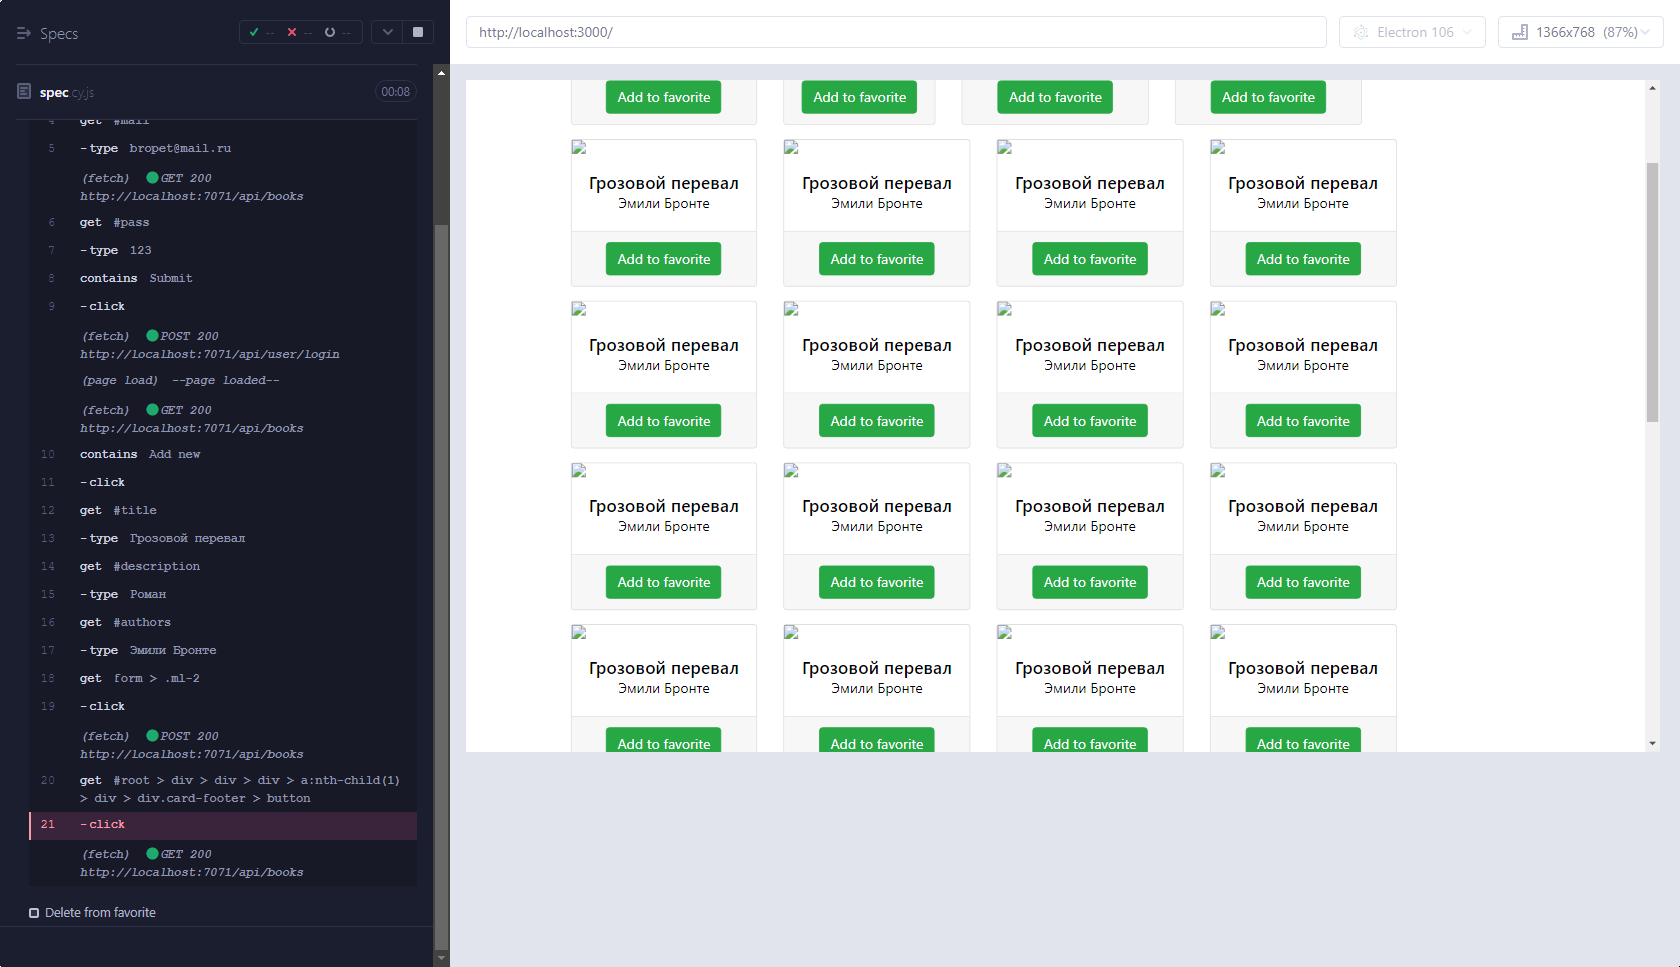 Specs
-- -- --
http://localhost:3000/
Electron 106
1366x768 (87%)
spec.cy.js
00:08
4 get #mail
5 -type bropet@mail.ru
(fetch) GET 200
http://localhost:7071/api/books
6 get #pass
7 -type 123
8 contains Submit
9 -click
(fetch) POST 200
http://localhost:7071/api/user/login
(page load) --page loaded--
(fetch) GET 200
http://localhost:7071/api/books
10 contains Add new
11 -click
12 get #title
13 -type Грозовой перевал
14 get #description
15 -type Роман
16 get #authors
17 -type Эмили Бронте
18 get form > .ml-2
19 -click
(fetch) POST 200
http://localhost:7071/api/books
20 get #root > div > div > div > a:nth-child(1)
> div > div.card-footer > button
21 -click
(fetch) GET 200
http://localhost:7071/api/books
Delete from favorite
Add to favorite Add to favorite Add to favorite Add to favorite
Грозовой перевал Грозовой перевал Грозовой перевал Грозовой перевал
Эмили Бронте Эмили Бронте Эмили Бронте Эмили Бронте
Add to favorite Add to favorite Add to favorite Add to favorite
Грозовой перевал Грозовой перевал Грозовой перевал Грозовой перевал
Эмили Бронте Эмили Бронте Эмили Бронте Эмили Бронте
Add to favorite Add to favorite Add to favorite Add to favorite
Грозовой перевал Грозовой перевал Грозовой перевал Грозовой перевал
Эмили Бронте Эмили Бронте Эмили Бронте Эмили Бронте
Add to favorite Add to favorite Add to favorite Add to favorite
Грозовой перевал Грозовой перевал Грозовой перевал Грозовой перевал
Эмили Бронте Эмили Бронте Эмили Бронте Эмили Бронте
Add to favorite Add to favorite Add to favorite Add to favorite